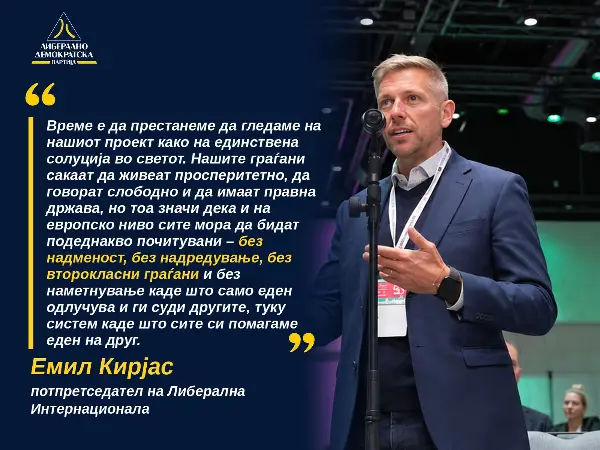 ЛИБЕРАЛНО
ДЕМОКРАТСКА
ПАРТИЈА
“
Време е да престанеме да гледаме на
нашиот проект како на единствена
солуција во светот. Нашите граѓани
сакаат да живеат просперитетно, да
говорат слободно и да имаат правна
држава, но тоа значи дека и на
европско ниво сите мора да бидат
подеднакво почитувани – без
надменост, без надредување, без
второкласни граѓани и без
наметнување каде што само еден
одлучува и ги суди другите, туку
систем каде што сите си помагаме
еден на друг.
”
Емил Кирјас
потпретседател на Либерална
Интернационала